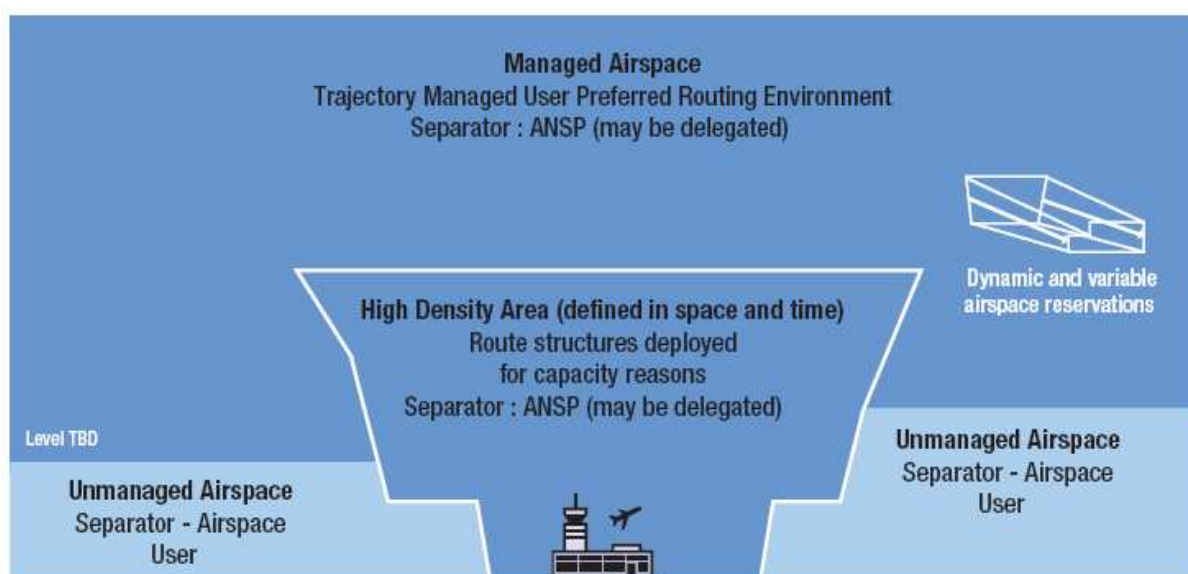 Managed Airspace
Trajectory Managed User Preferred Routing Environment
Separator : ANSP (may be delegated)
Dynamic and variable
airspace reservations
High Density Area (defined in space and time)
Route structures deployed
for capacity reasons
Separator : ANSP (may be delegated)
Level TBD
Unmanaged Airspace
Separator - Airspace
User
Unmanaged Airspace
Separator - Airspace
User